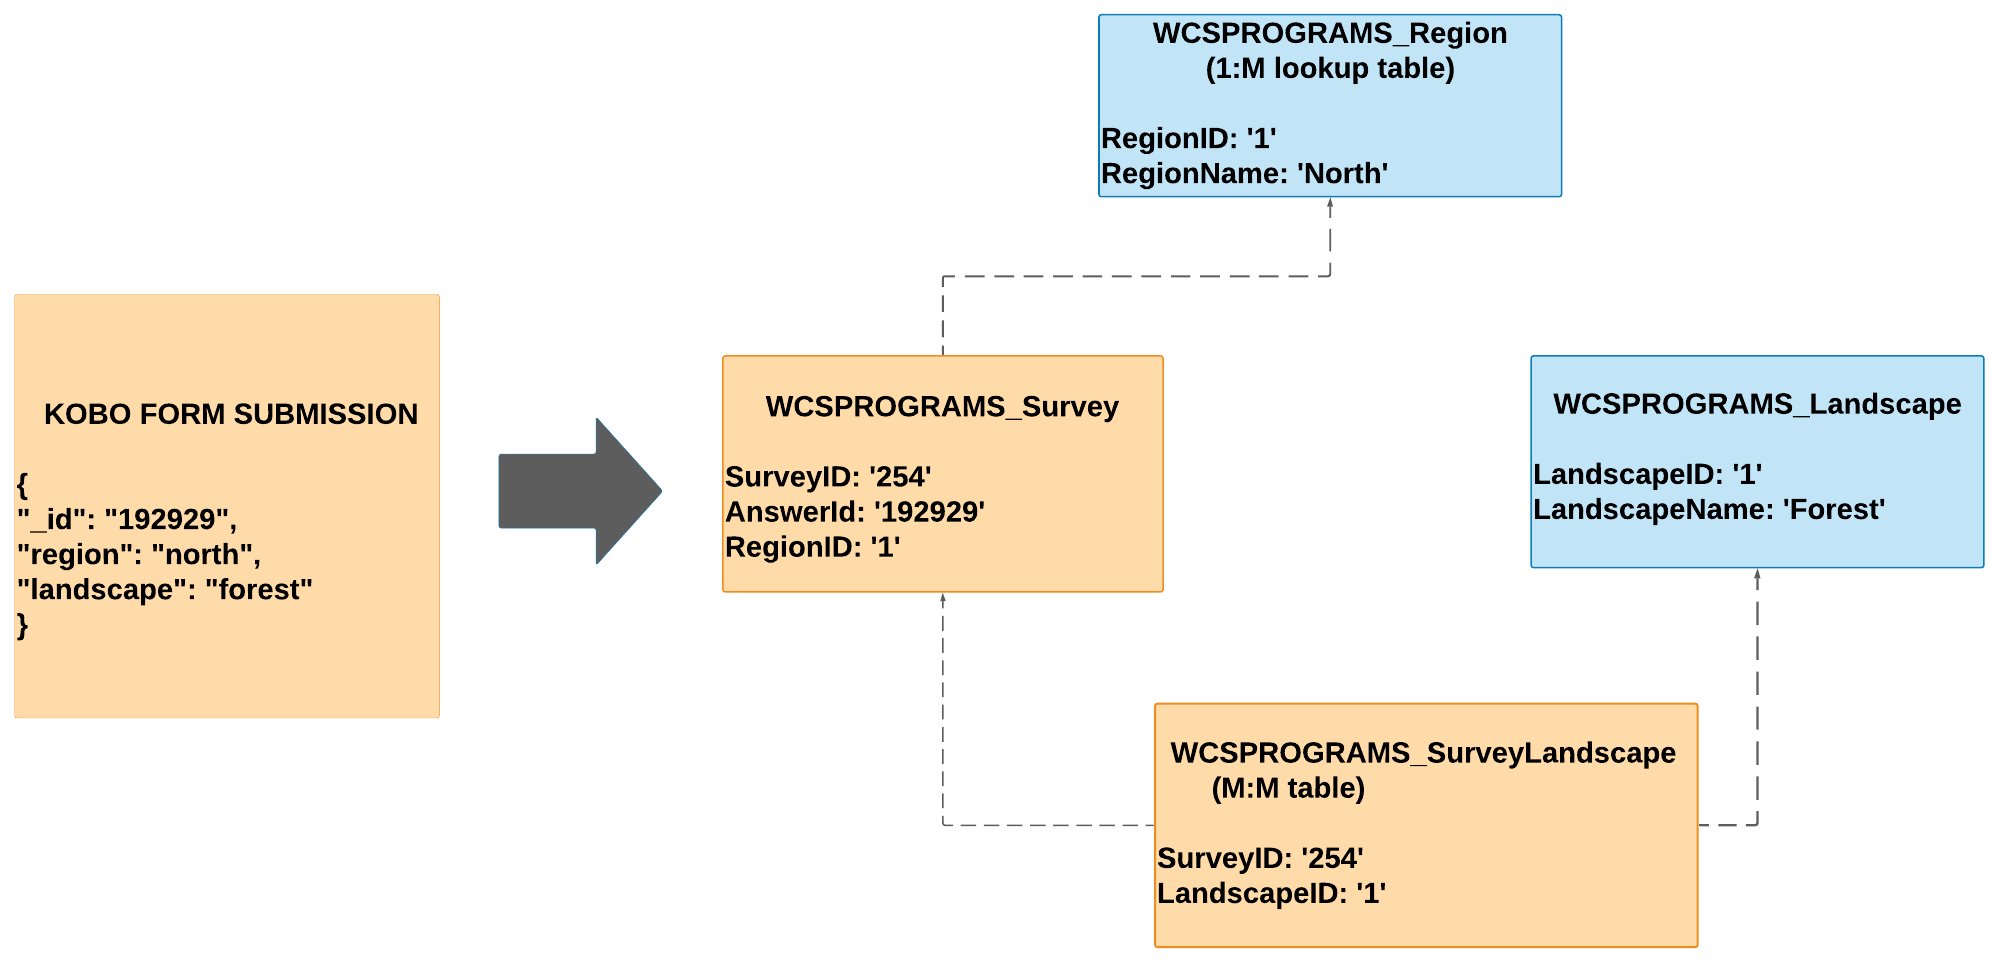 WCSPROGRAMS_Region
(1:M lookup table)
RegionID: '1'
RegionName: 'North'
KOBO FORM SUBMISSION
{
"_id": "192929",
"region": "north",
"landscape": "forest"
}
WCSPROGRAMS_Survey
SurveyID: '254'
AnswerId: '192929'
RegionID: '1'
WCSPROGRAMS_Landscape
LandscapeID: '1'
LandscapeName: 'Forest'
WCSPROGRAMS_SurveyLandscape
(M:M table)
SurveyID: '254'
LandscapeID: '1'